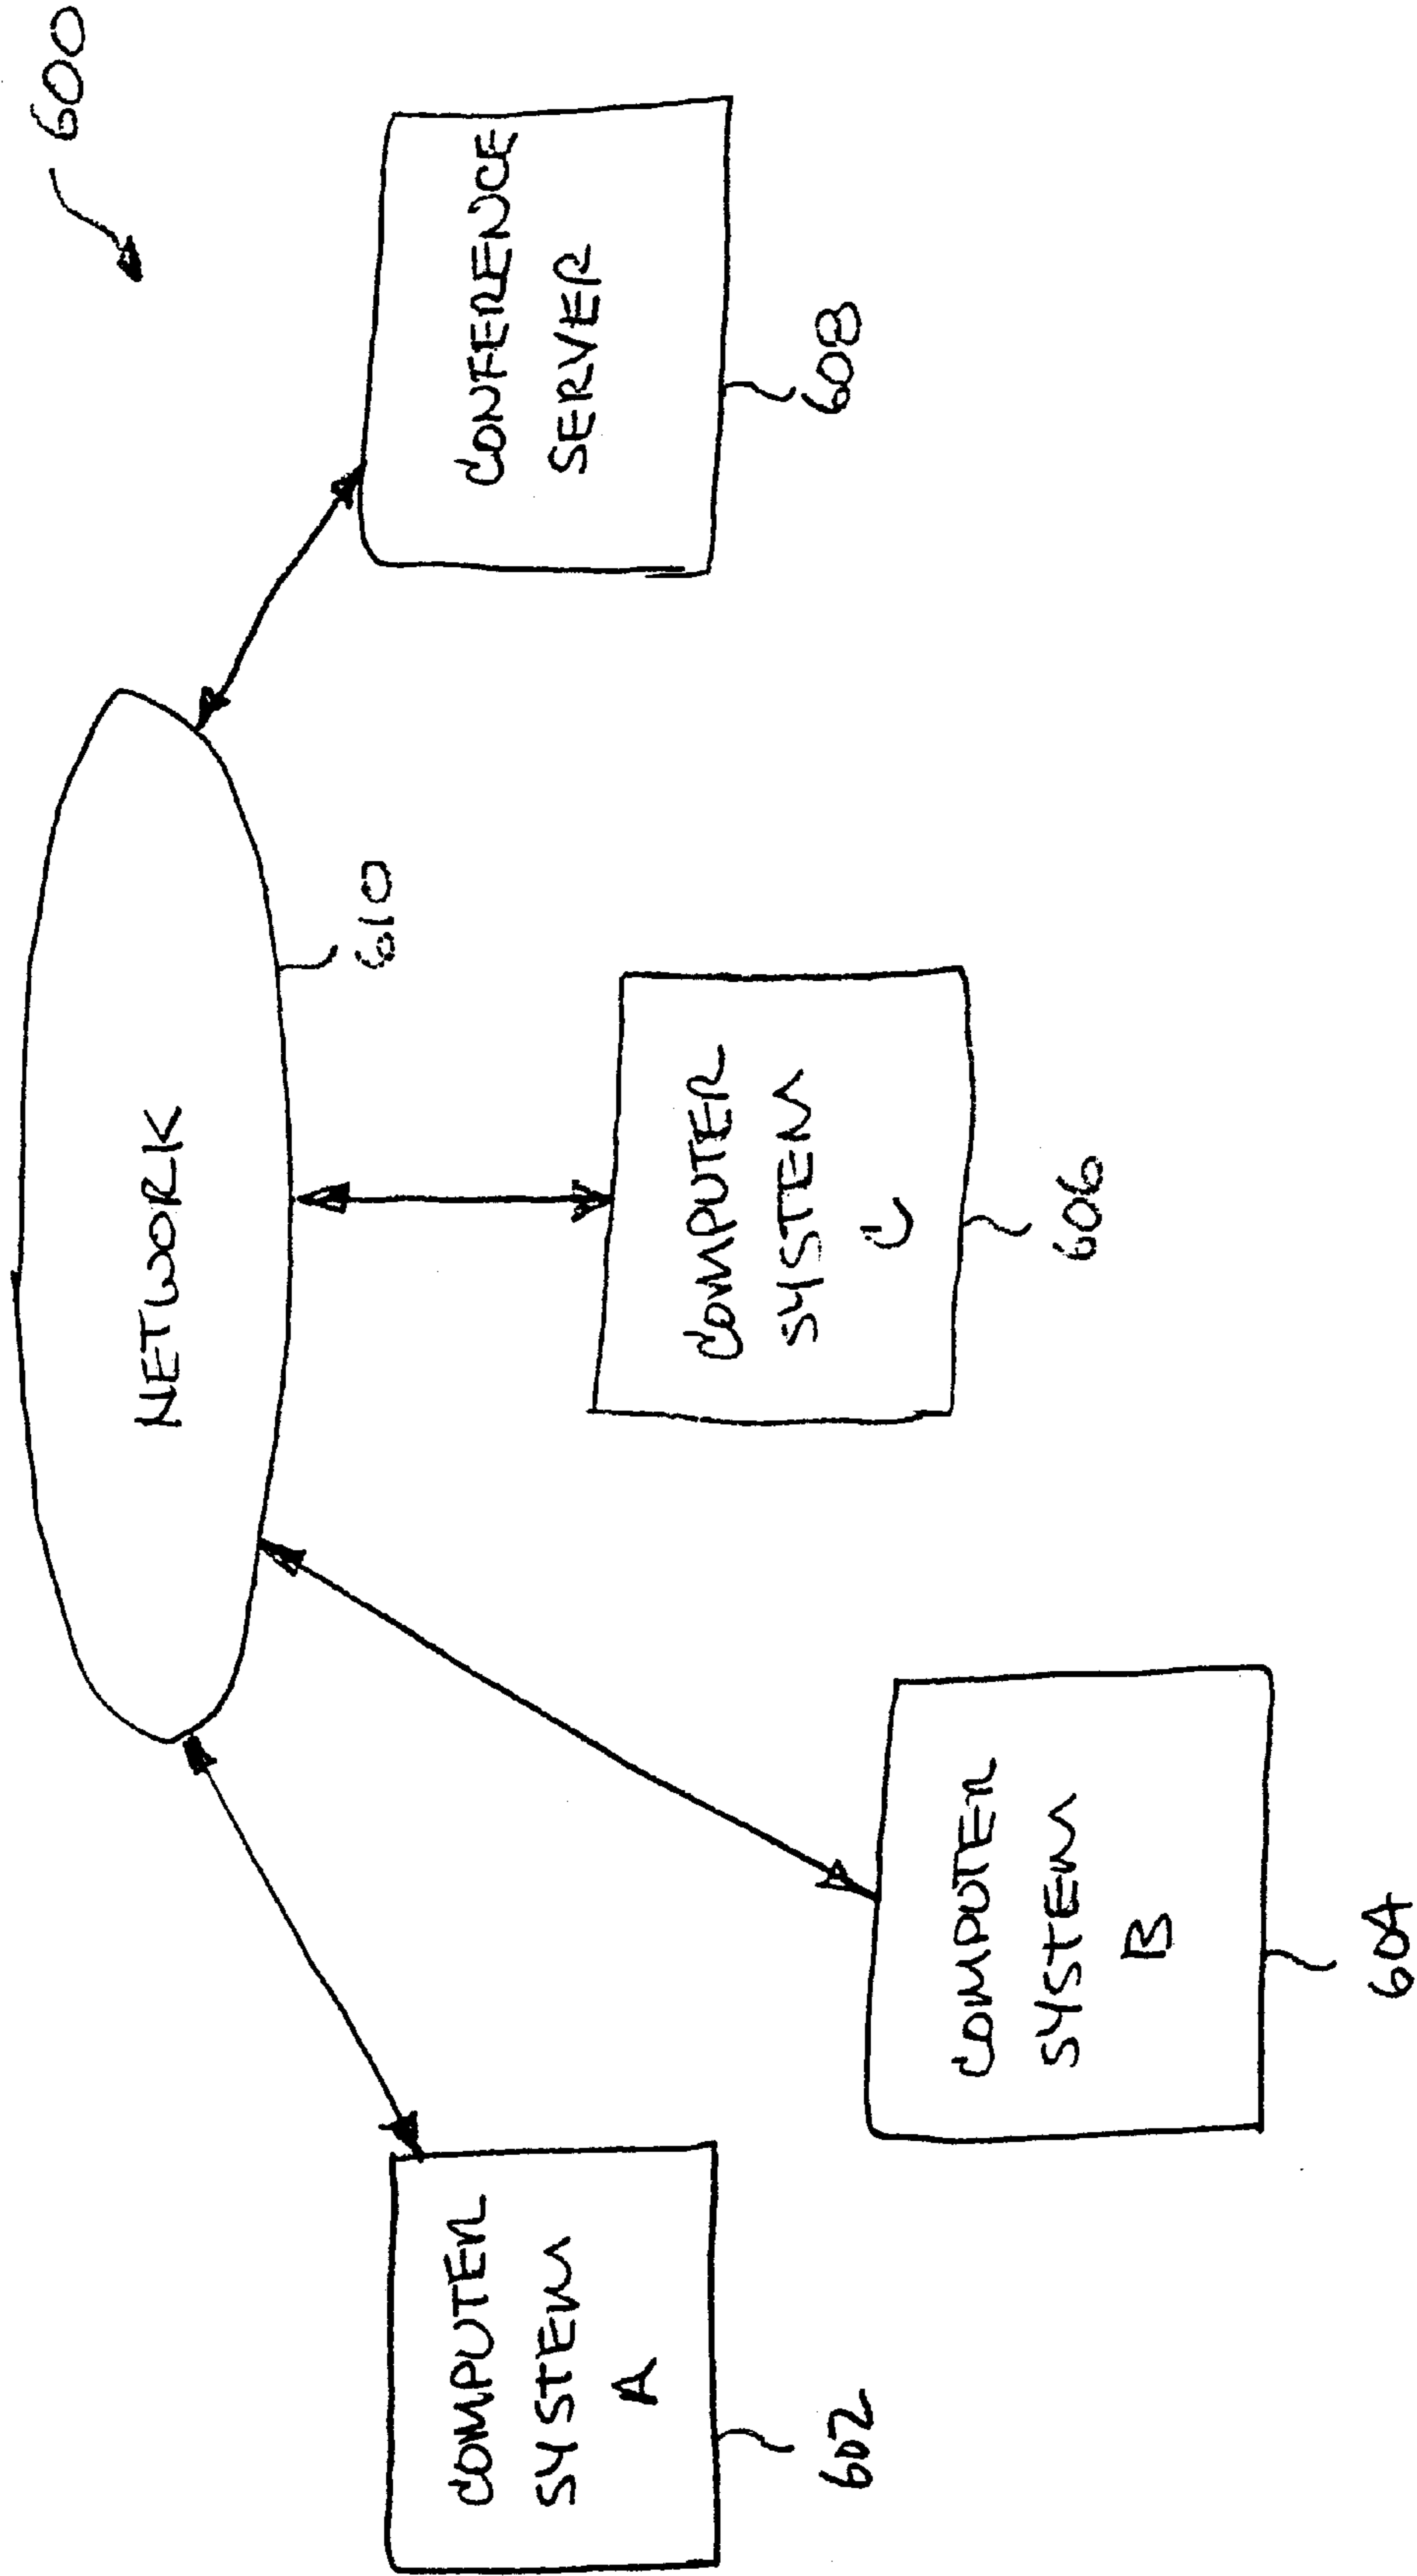 600
NETWORK
610
CONFERENCE
SERVER
608
COMPUTER
SYSTEM
C
606
COMPUTER
SYSTEM
A
602
COMPUTER
SYSTEM
B
604